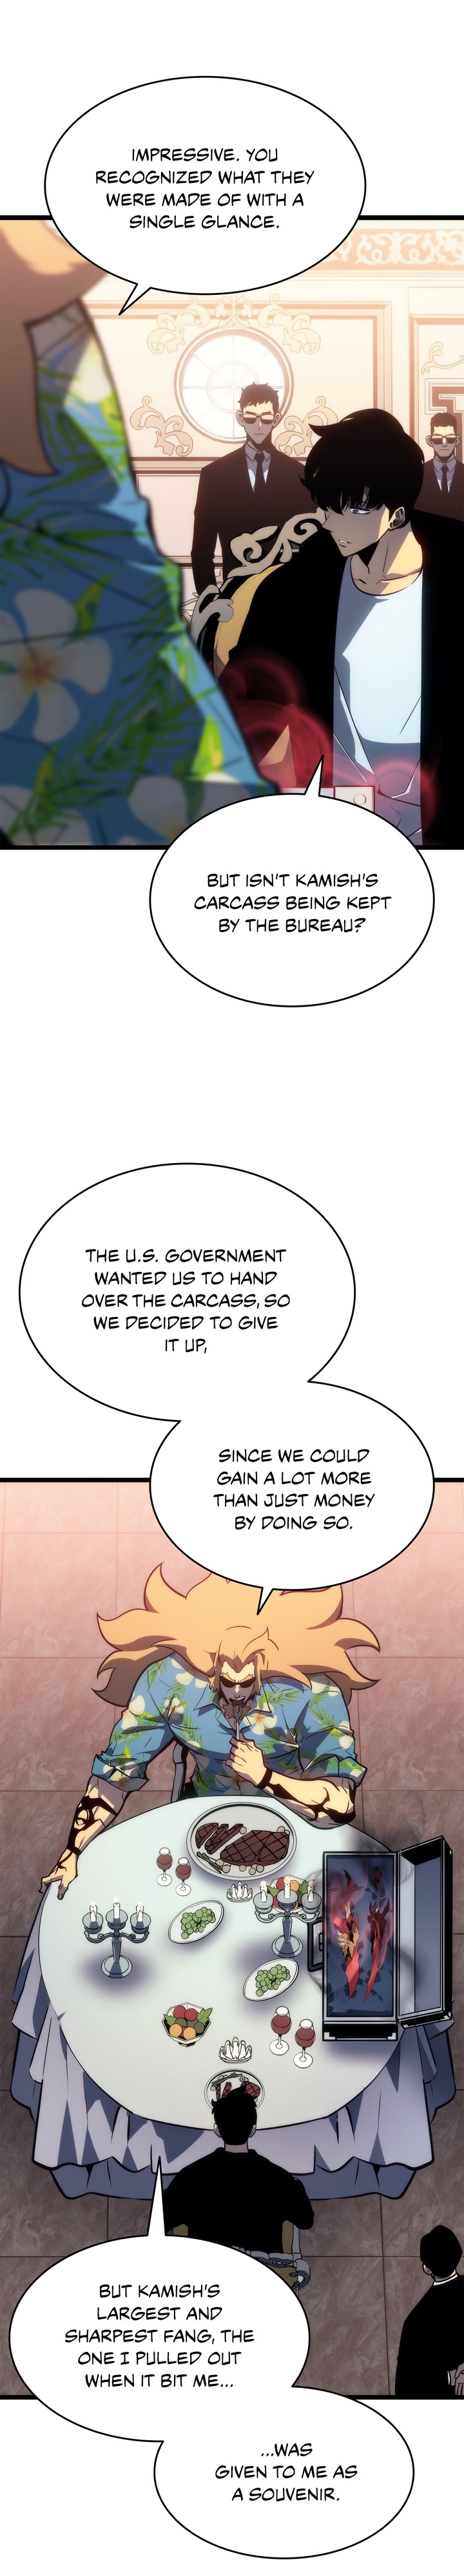 IMPRESSIVE. YOU
RECOGNIZED WHAT THEY
WERE MADE OF WITH A
SINGLE GLANCE.
BUT ISN'T KAMISH'S
CARCASS BEING KEPT
BY THE BUREAU?
THE U.S. GOVERNMENT
WANTED US TO HAND
OVER THE CARCASS, SO
WE DECIDED TO GIVE
IT UP,
SINCE WE COULD
GAIN A LOT MORE
THAN JUST MONEY
BY DOING SO.
BUT KAMISH'S
LARGEST AND
SHARPEST FANG, THE
ONE I PULLED OUT
WHEN IT BIT ME...
...WAS
GIVEN TO ME AS
A SOUVENIR.